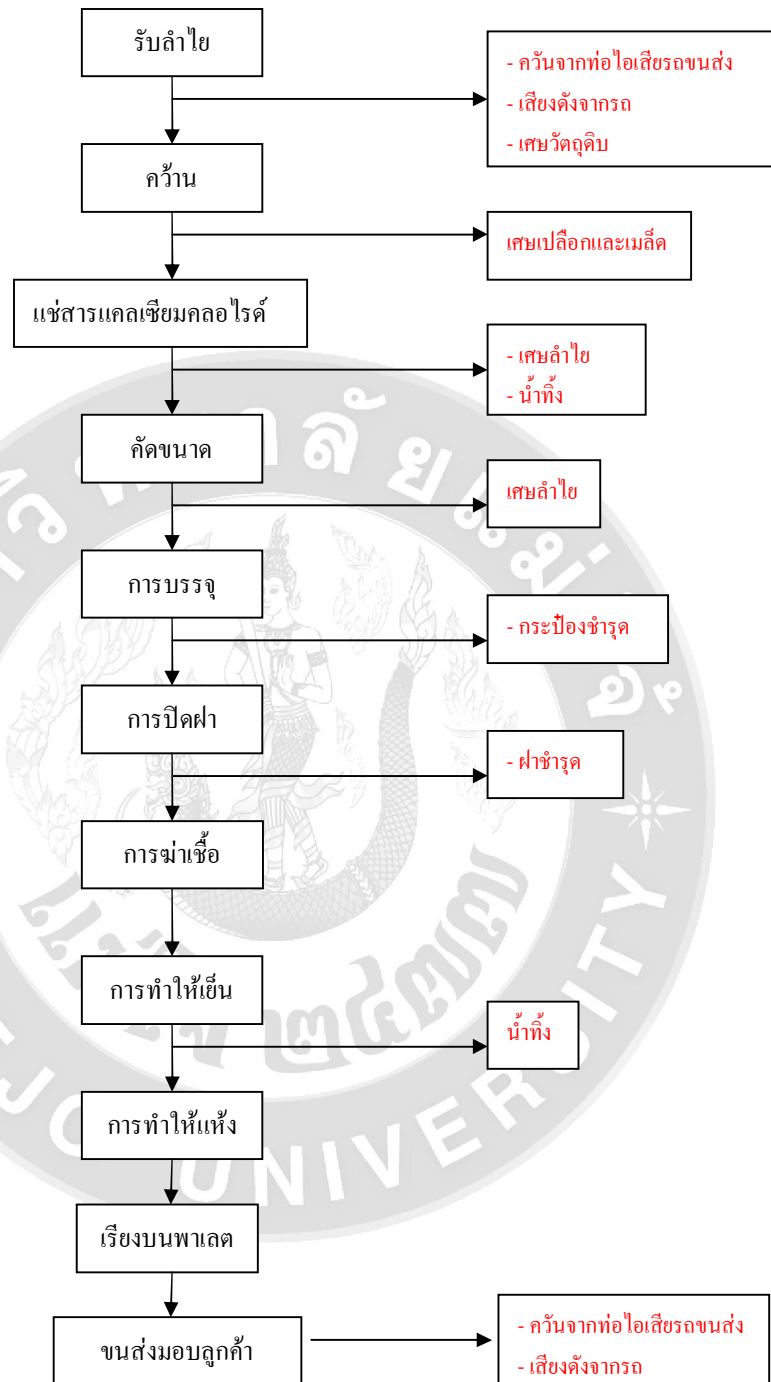 รับลำไย
- ควันจากท่อไอเสียรถขนส่ง
- เสียงดังจากรถ
- เศษวัตถุดิบ
คว้าน
เศษเปลือกและเมล็ด
แช่สารแคลเซียมคลอไรด์
- เศษลำไย
- น้ำทิ้ง
คัดขนาด
เศษลำไย
การบรรจุ
- กระป๋องชำรุด
การปิดฝา
- ฝาชำรุด
การฆ่าเชื้อ
การทำให้เย็น
น้ำทิ้ง
การทำให้แห้ง
เรียงบนพาเลต
ขนส่งมอบลูกค้า
- ควันจากท่อไอเสียรถขนส่ง
- เสียงดังจากรถ
แม่โจ้ ๒๔๗๗
UNIVERSITY